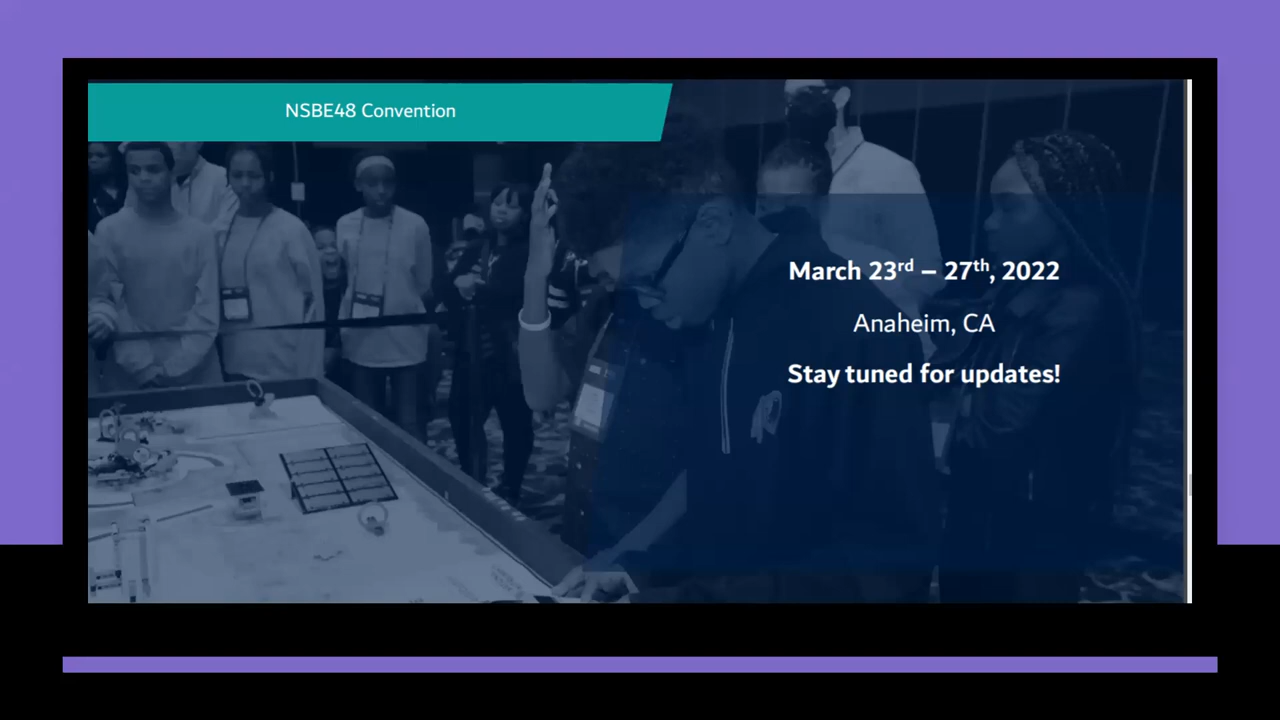 NSBE48 Convention
March 23rd – 27th, 2022
Anaheim, CA
Stay tuned for updates!